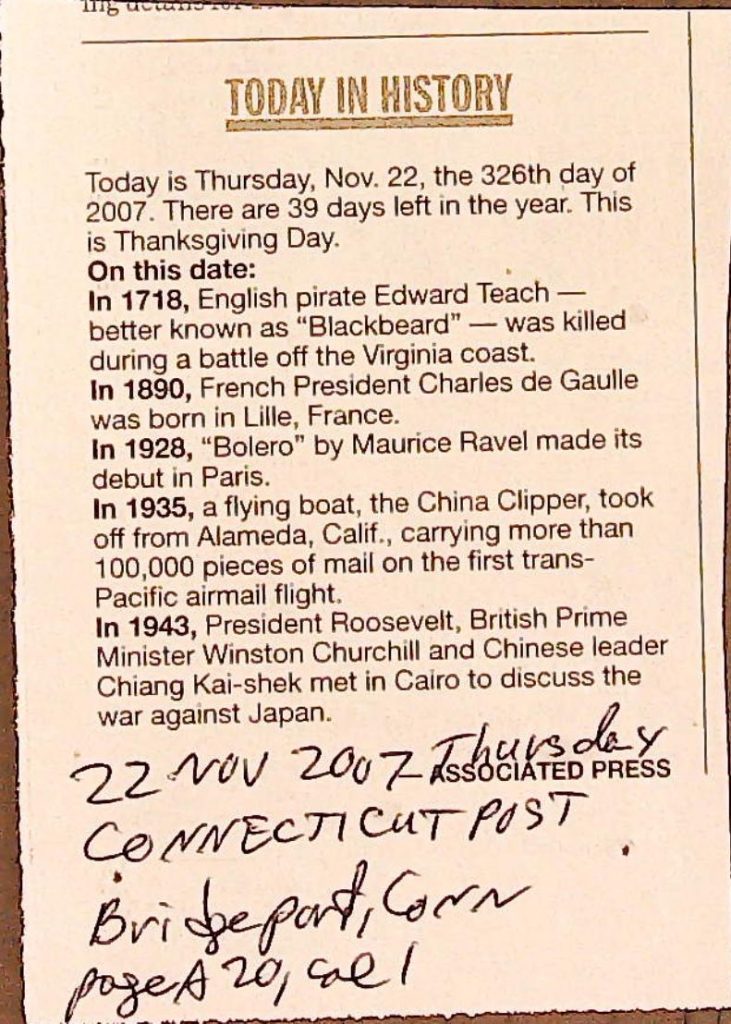 TODAY IN HISTORY
Today is Thursday, Nov. 22, the 326th day of
2007. There are 39 days left in the year. This
is Thanksgiving Day.
On this date:
In 1718, English pirate Edward Teach —
better known as “Blackbeard” — was killed
during a battle off the Virginia coast.
In 1890, French President Charles de Gaulle
was born in Lille, France.
In 1928, “Bolero” by Maurice Ravel made its
debut in Paris.
In 1935, a flying boat, the China Clipper, took
off from Alameda, Calif., carrying more than
100,000 pieces of mail on the first trans-
Pacific airmail flight.
In 1943, President Roosevelt, British Prime
Minister Winston Churchill and Chinese leader
Chiang Kai-shek met in Cairo to discuss the
war against Japan.
22 NOV 2007 Thursday
ASSOCIATED PRESS
CONNECTICUT POST
Bridgeport, Conn
page A 20, col 1